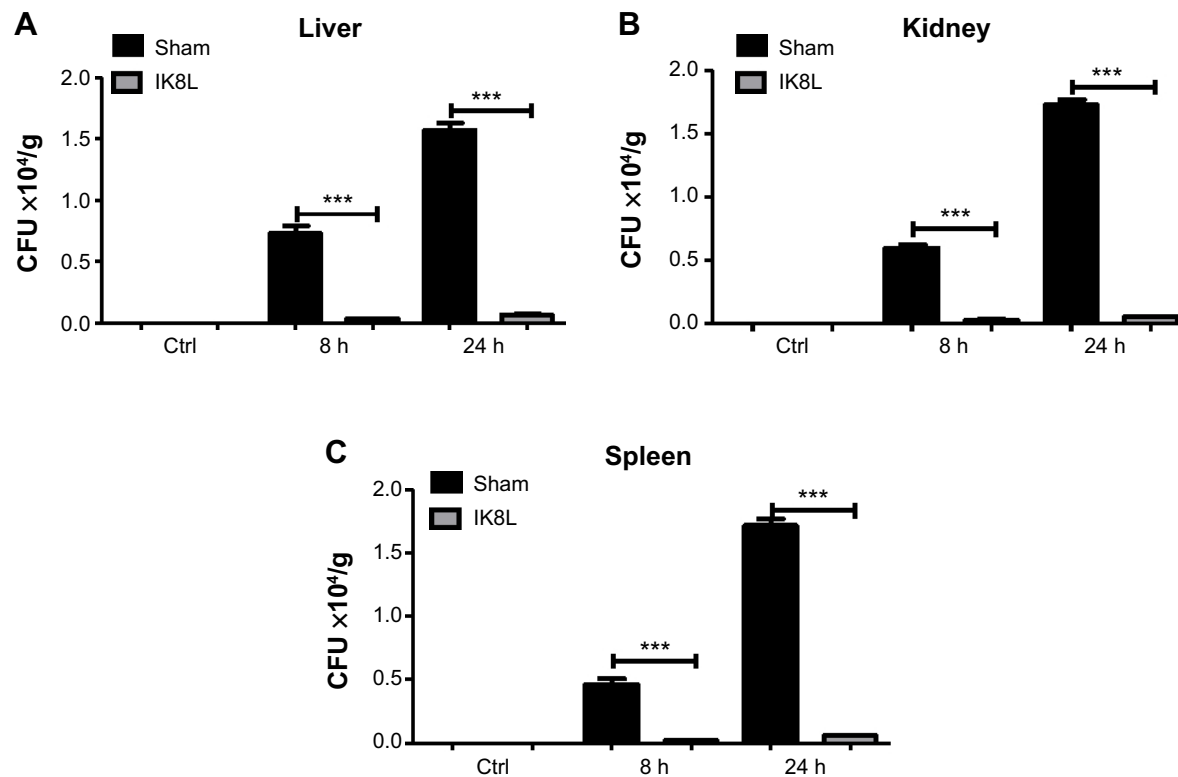 A
Liver
Sham
IK8L
CFU ×10⁴/g
2.0
1.5
1.0
0.5
0.0
***
***
Ctrl
8 h
24 h
B
Kidney
Sham
IK8L
CFU ×10⁴/g
2.0
1.5
1.0
0.5
0.0
***
***
Ctrl
8 h
24 h
C
Spleen
Sham
IK8L
CFU ×10⁴/g
2.0
1.5
1.0
0.5
0.0
***
***
Ctrl
8 h
24 h